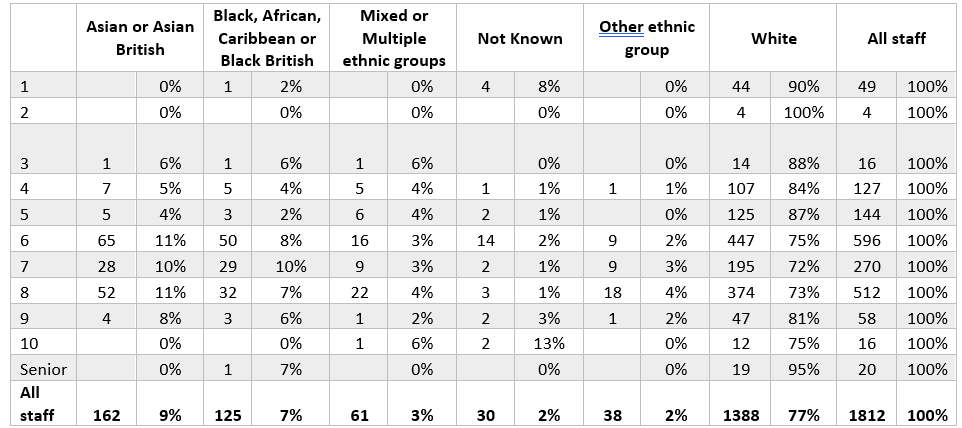 Asian or Asian British Black, African, Caribbean or Black British Mixed or Multiple ethnic groups Not Known Other ethnic group White All staff
1 0% 1 2% 0% 4 8% 0% 44 90% 49 100%
2 0% 0% 0% 0% 0% 4 100% 4 100%
3 1 6% 1 6% 1 6% 0% 0% 14 88% 16 100%
4 7 5% 5 4% 5 4% 1 1% 1 1% 107 84% 127 100%
5 5 4% 3 2% 6 4% 2 1% 0% 125 87% 144 100%
6 65 11% 50 8% 16 3% 14 2% 9 2% 447 75% 596 100%
7 28 10% 29 10% 9 3% 2 1% 9 3% 195 72% 270 100%
8 52 11% 32 7% 22 4% 3 1% 18 4% 374 73% 512 100%
9 4 8% 3 6% 1 2% 2 3% 1 2% 47 81% 58 100%
10 0% 0% 1 6% 2 13% 0% 12 75% 16 100%
Senior 0% 1 7% 0% 0% 0% 19 95% 20 100%
All staff 162 9% 125 7% 61 3% 30 2% 38 2% 1388 77% 1812 100%